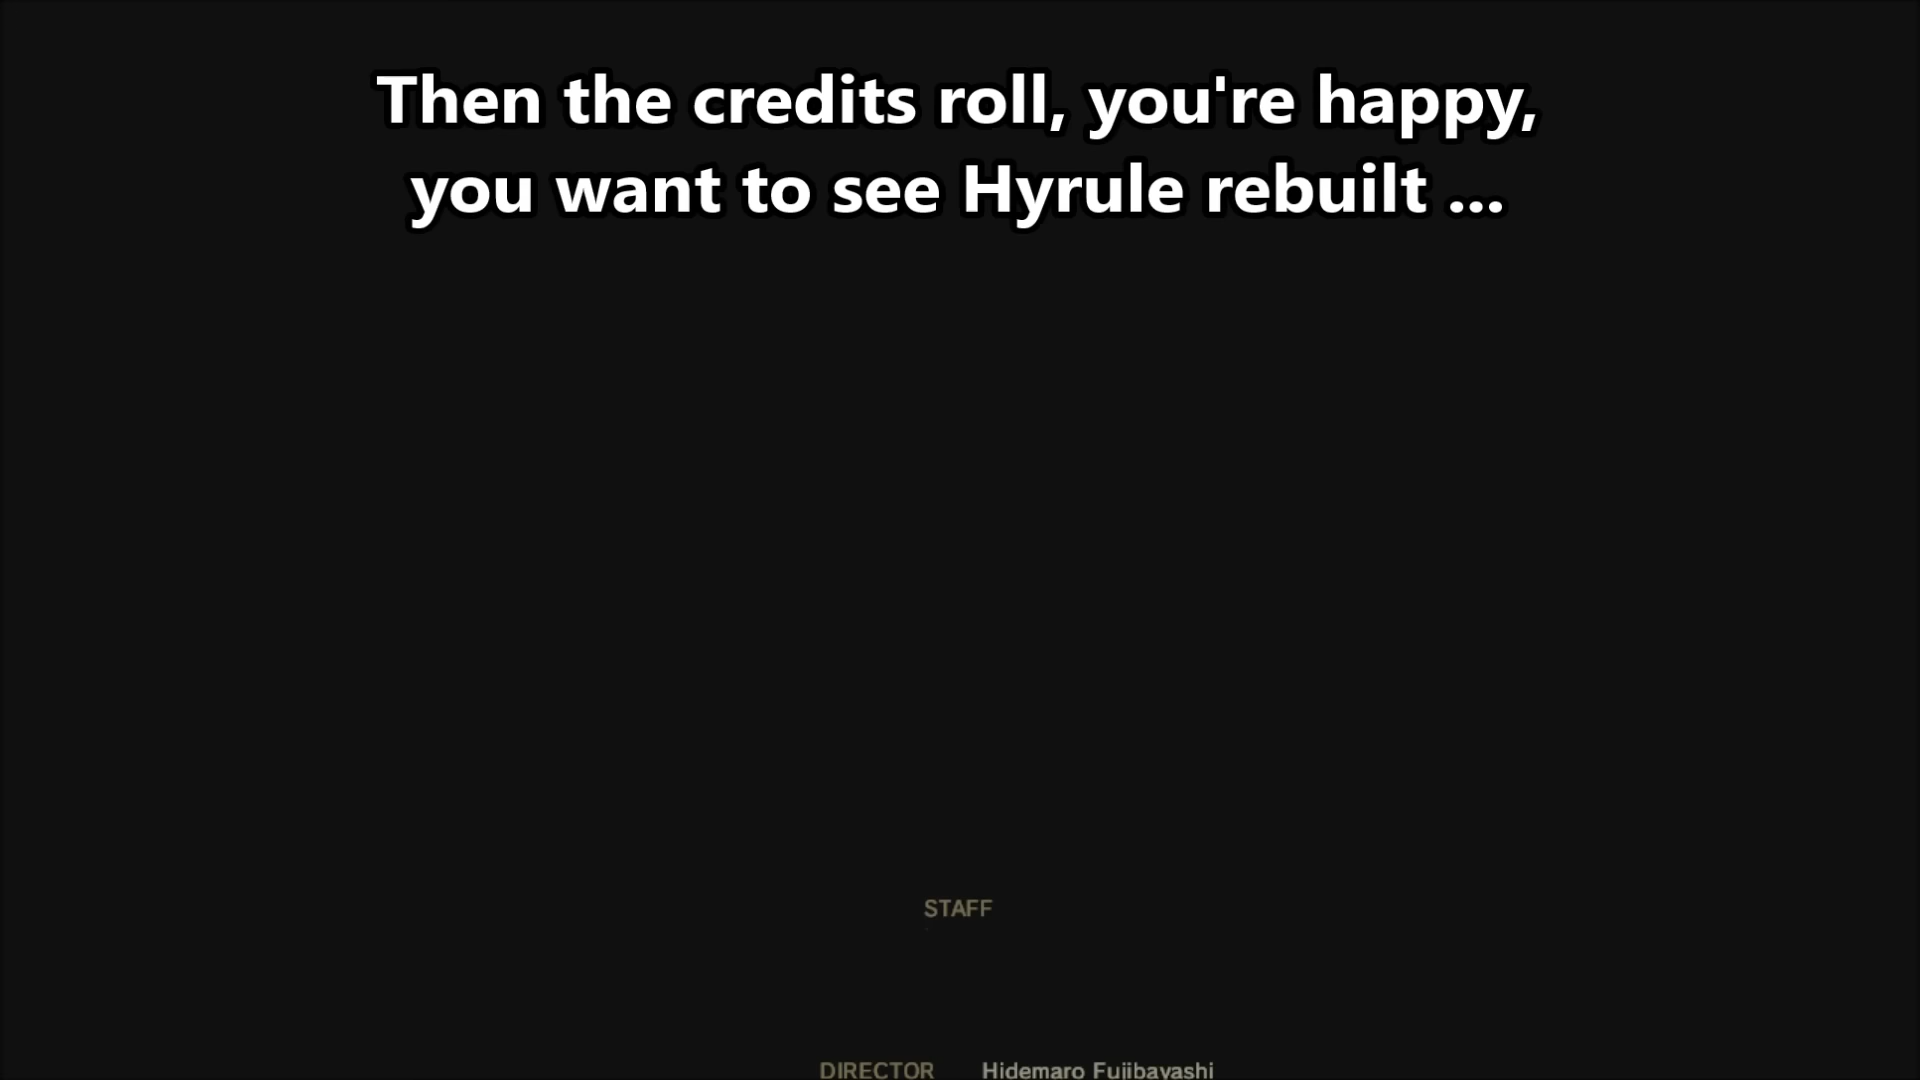 Then the credits roll, you're happy,
you want to see Hyrule rebuilt ...
STAFF
DIRECTOR Hidemaro Fujibayashi